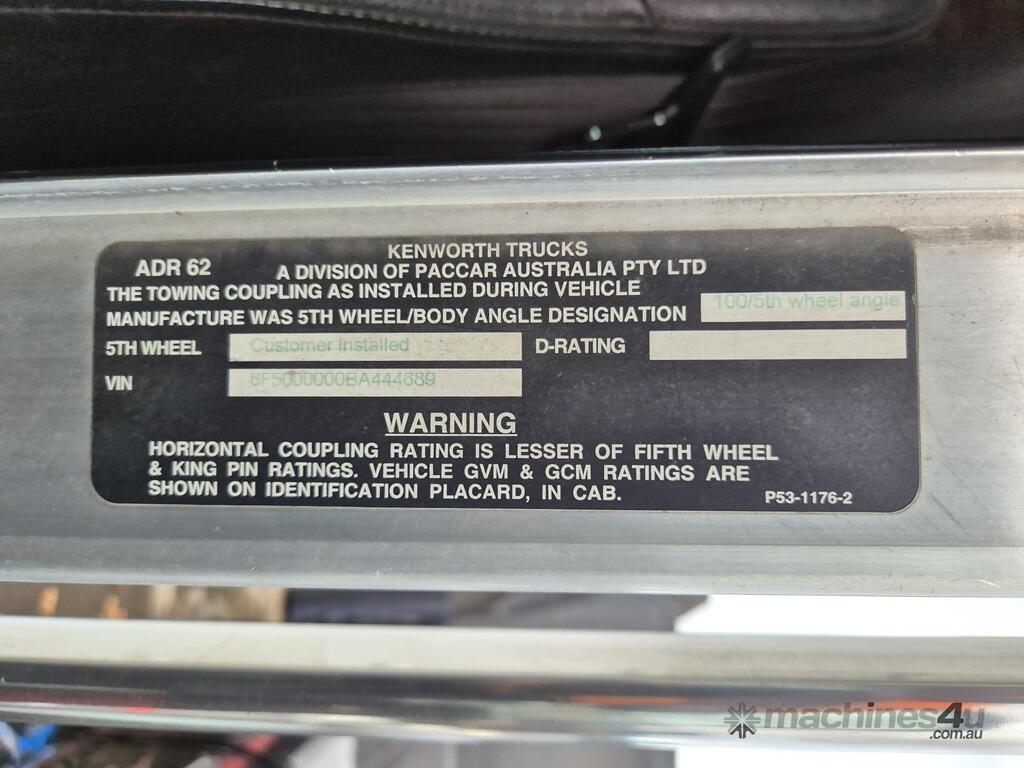 KENWORTH TRUCKS
ADR 62 A DIVISION OF PACCAR AUSTRALIA PTY LTD
THE TOWING COUPLING AS INSTALLED DURING VEHICLE
MANUFACTURE WAS 5TH WHEEL/BODY ANGLE DESIGNATION 100/5th wheel angle
5TH WHEEL Customer Installed D-RATING
VIN 6F5000000BA444689
WARNING
HORIZONTAL COUPLING RATING IS LESSER OF FIFTH WHEEL
& KING PIN RATINGS. VEHICLE GVM & GCM RATINGS ARE
SHOWN ON IDENTIFICATION PLACARD, IN CAB.
P53-1176-2
machines4u
.com.au